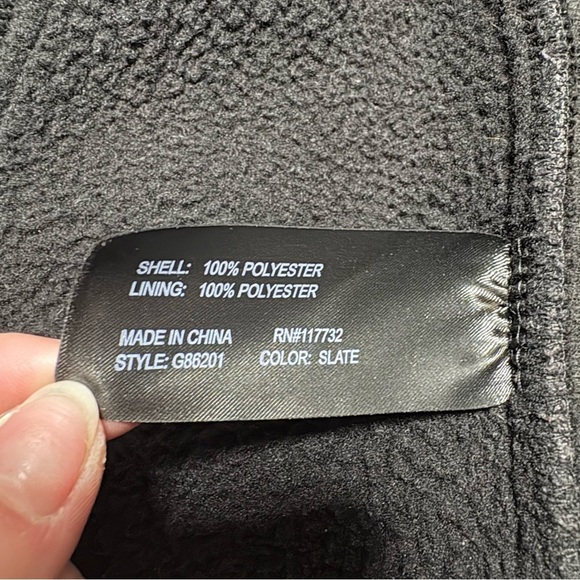 SHELL: 100% POLYESTER
LINING: 100% POLYESTER
MADE IN CHINA RN#117732
STYLE: G86201 COLOR: SLATE